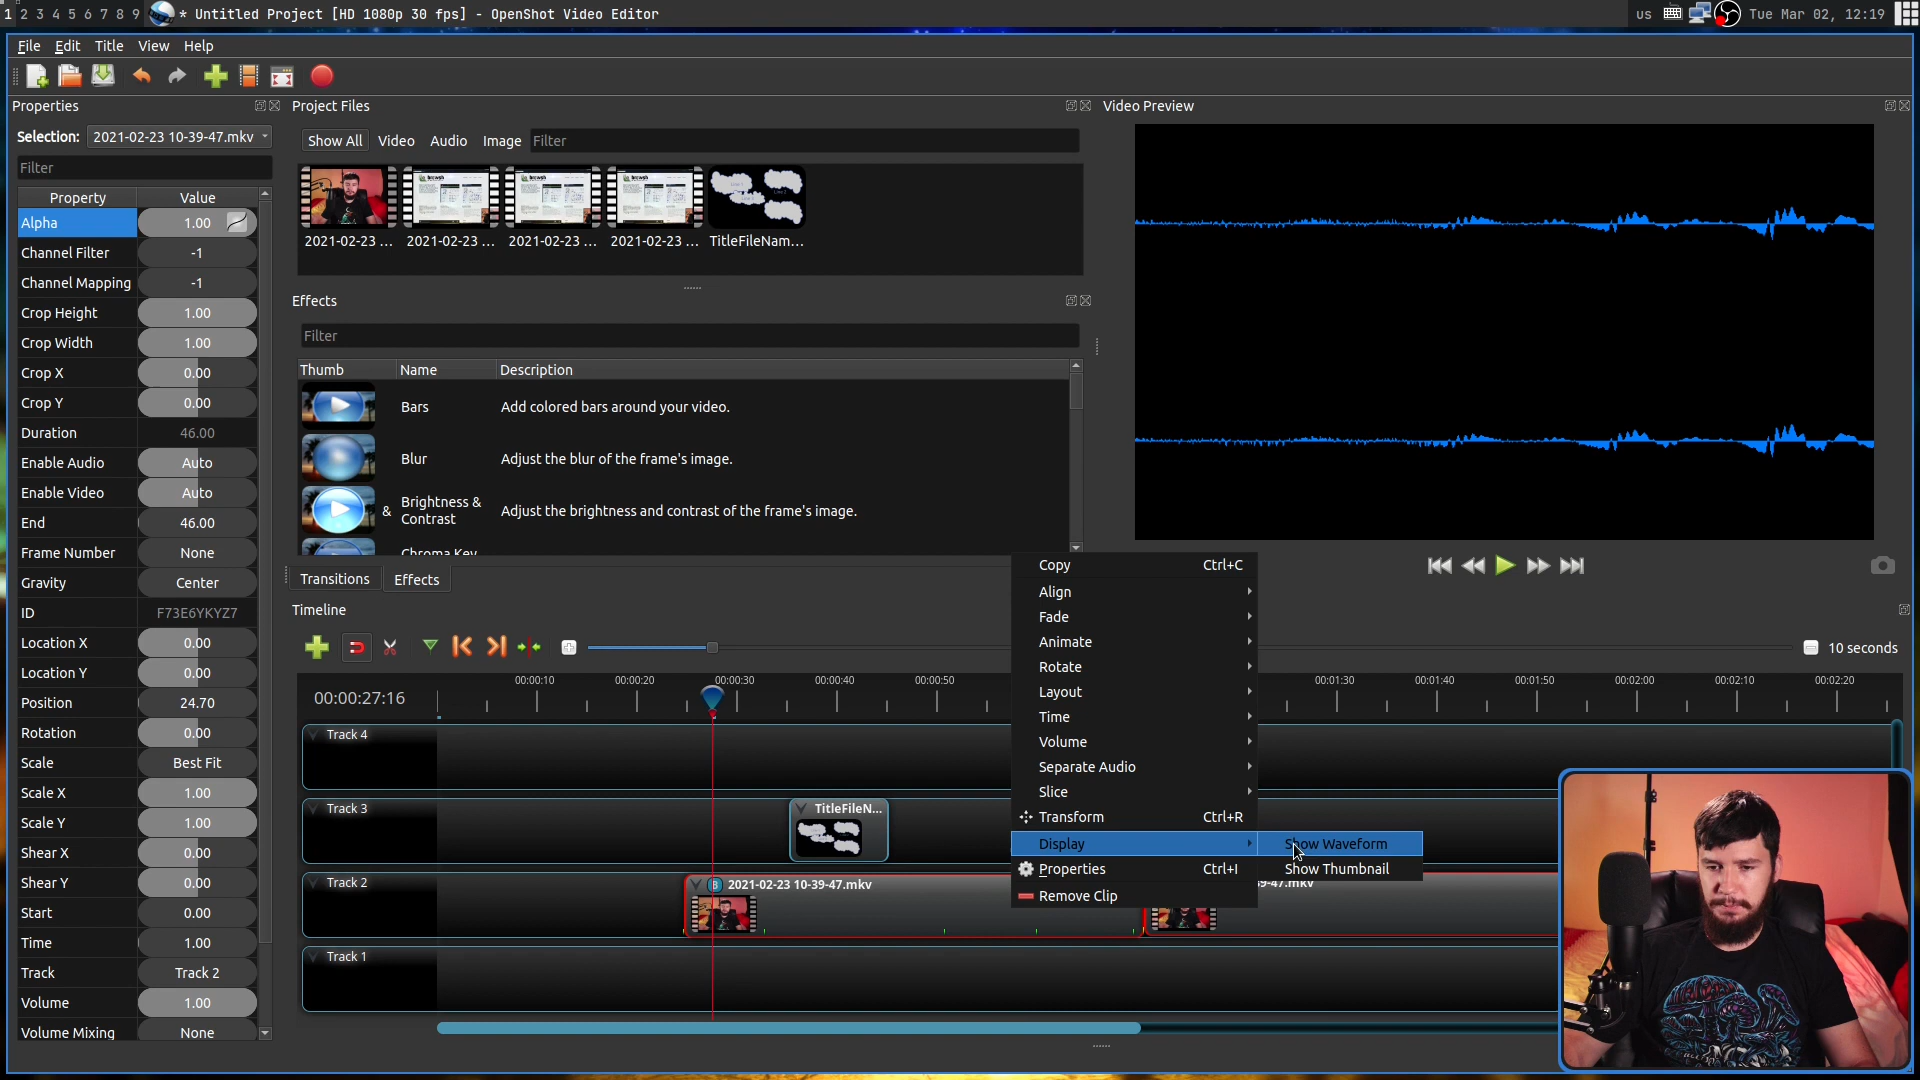 1 2 3 4 5 6 7 8 9 * Untitled Project [HD 1080p 30 fps] - OpenShot Video Editor us Tue Mar 02, 12:19
File Edit Title View Help
Properties Project Files Video Preview
Selection: 2021-02-23 10-39-47.mkv
Show All Video Audio Image Filter
Filter
Property Value
Alpha 1.00
Channel Filter -1
Channel Mapping -1
Crop Height 1.00
Crop Width 1.00
Crop X 0.00
Crop Y 0.00
Duration 46.00
Enable Audio Auto
Enable Video Auto
End 46.00
Frame Number None
Gravity Center
ID F73E6YKYZ7
Location X 0.00
Location Y 0.00
Position 24.70
Rotation 0.00
Scale Best Fit
Scale X 1.00
Scale Y 1.00
Shear X 0.00
Shear Y 0.00
Start 0.00
Time 1.00
Track Track 2
Volume 1.00
Volume Mixing None
2021-02-23 ... 2021-02-23 ... 2021-02-23 ... 2021-02-23 ... TitleFileNam...
Effects
Filter
Thumb Name Description
Bars Add colored bars around your video.
Blur Adjust the blur of the frame's image.
& Brightness & Contrast Adjust the brightness and contrast of the frame's image.
Chroma Key
Transitions Effects
Timeline
10 seconds
00:00:27:16
00:00:10 00:00:20 00:00:30 00:00:40 00:00:50 00:01:30 00:01:40 00:01:50 00:02:00 00:02:10 00:02:20
Track 4
Track 3 TitleFileN...
Track 2 2021-02-23 10-39-47.mkv 39-47.mkv
Track 1
Copy Ctrl+C
Align
Fade
Animate
Rotate
Layout
Time
Volume
Separate Audio
Slice
Transform Ctrl+R
Display Show Waveform
Properties Ctrl+I Show Thumbnail
Remove Clip